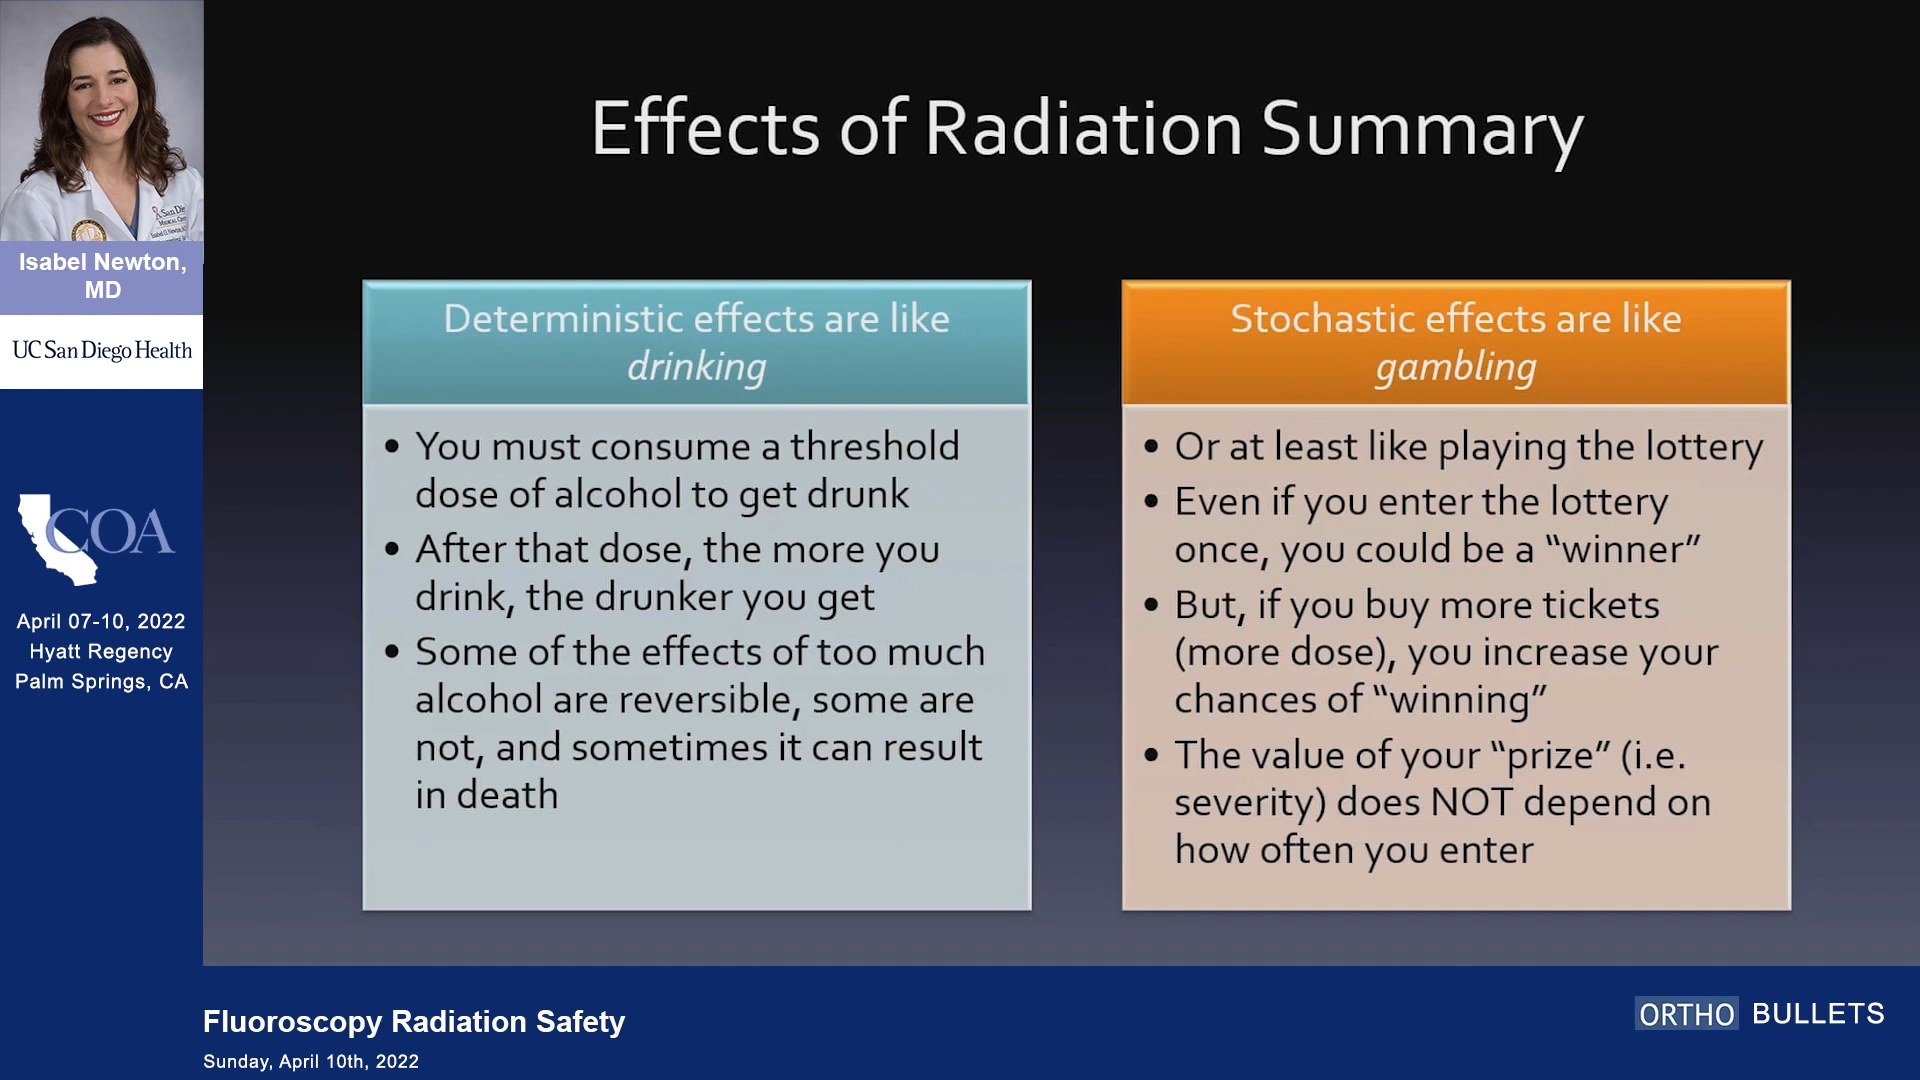 Effects of Radiation Summary
Deterministic effects are like
drinking
• You must consume a threshold
dose of alcohol to get drunk
• After that dose, the more you
drink, the drunker you get
• Some of the effects of too much
alcohol are reversible, some are
not, and sometimes it can result
in death
Stochastic effects are like
gambling
• Or at least like playing the lottery
• Even if you enter the lottery
once, you could be a “winner”
• But, if you buy more tickets
(more dose), you increase your
chances of “winning”
• The value of your “prize” (i.e.
severity) does NOT depend on
how often you enter
Isabel Newton,
MD
UC San Diego Health
COA
April 07-10, 2022
Hyatt Regency
Palm Springs, CA
Fluoroscopy Radiation Safety
Sunday, April 10th, 2022
ORTHO BULLETS